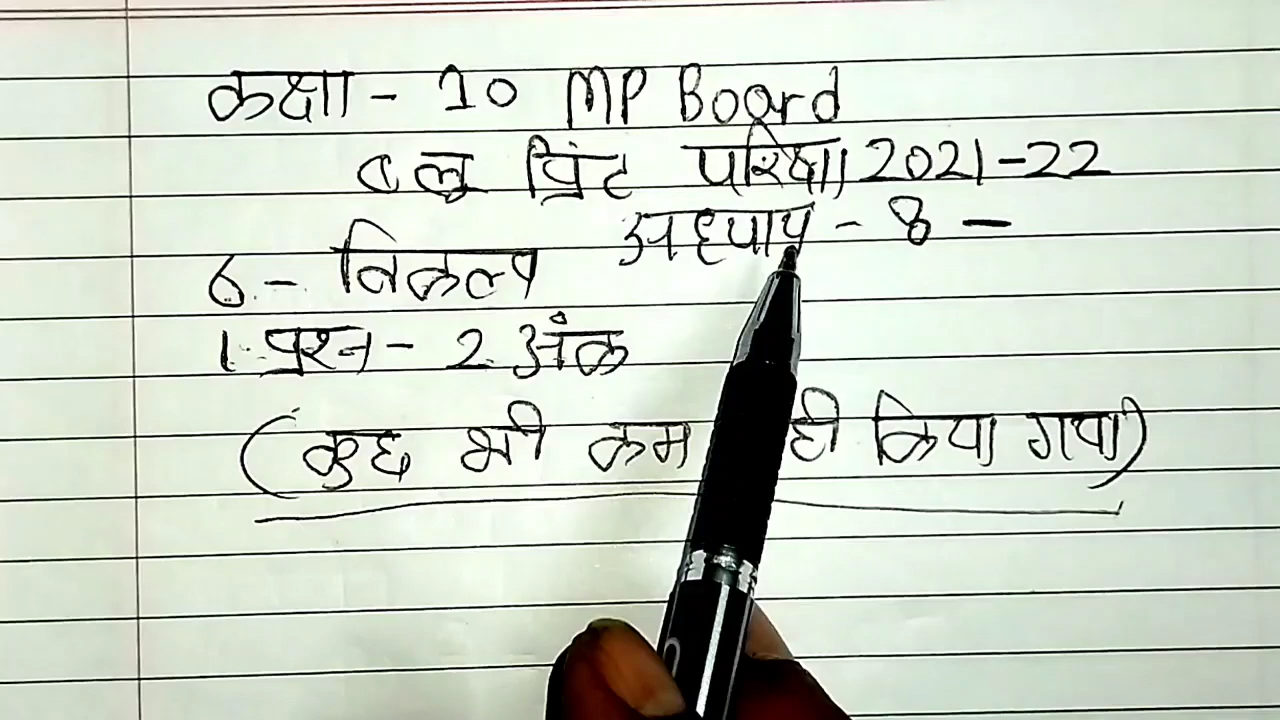 कक्षा - 10 MP Board
ब्लू प्रिंट परिक्षा 2021-22
अध्याय - 8 -
6 - विकल्प
1 प्रश्न - 2 अंक
(कुछ भी कम ही किया गया)